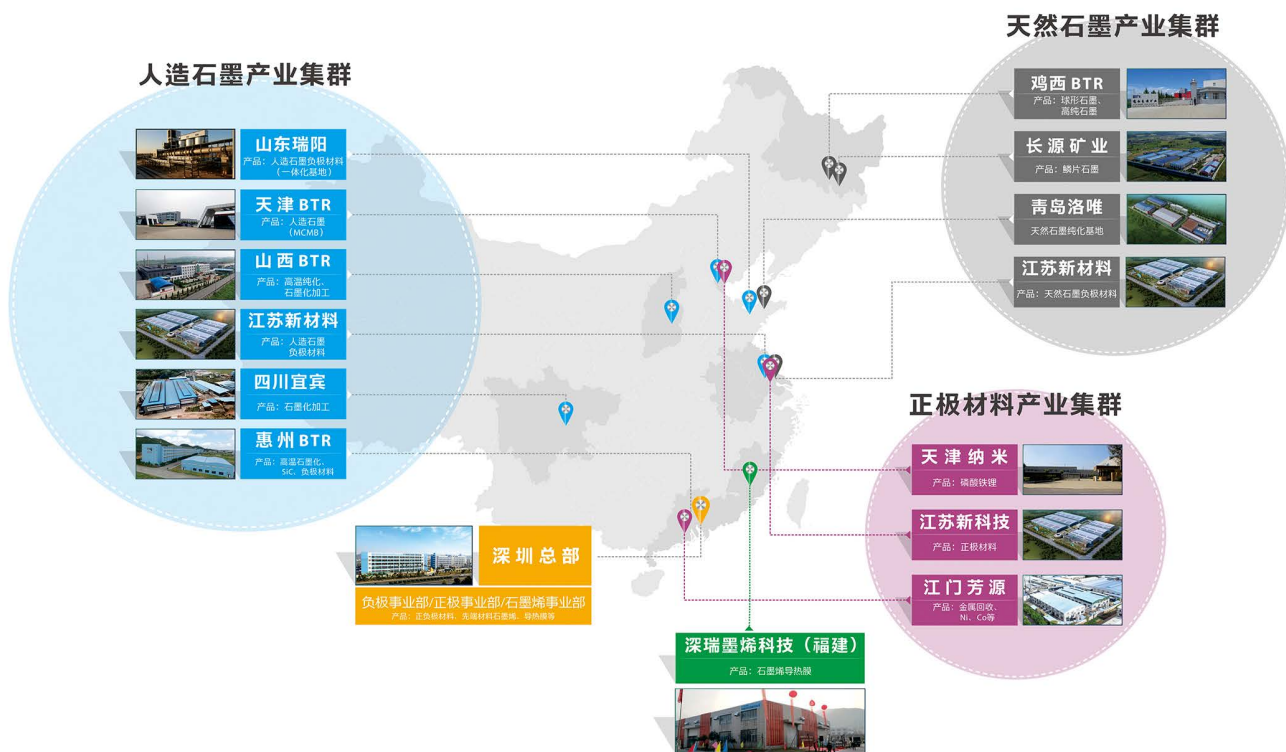 人造石墨产业集群
山东瑞阳
产品：人造石墨负极材料
（一体化基地）
天津BTR
产品：人造石墨
（MCMB）
山西BTR
产品：高温纯化、
石墨化加工
江苏新材料
产品：人造石墨
负极材料
四川宜宾
产品：石墨化加工
惠州BTR
产品：高温石墨化、
SiC、负极材料
深圳总部
负极事业部/正极事业部/石墨烯事业部
产品：正负极材料、先端材料石墨烯、导热膜等
深瑞墨烯科技（福建）
产品：石墨烯导热膜
天然石墨产业集群
鸡西BTR
产品：球形石墨、
高纯石墨
长源矿业
产品：鳞片石墨
青岛洛唯
天然石墨纯化基地
江苏新材料
产品：天然石墨负极材料
正极材料产业集群
天津纳米
产品：磷酸铁锂
江苏新科技
产品：正极材料
江门芳源
产品：金属回收、
Ni、Co等